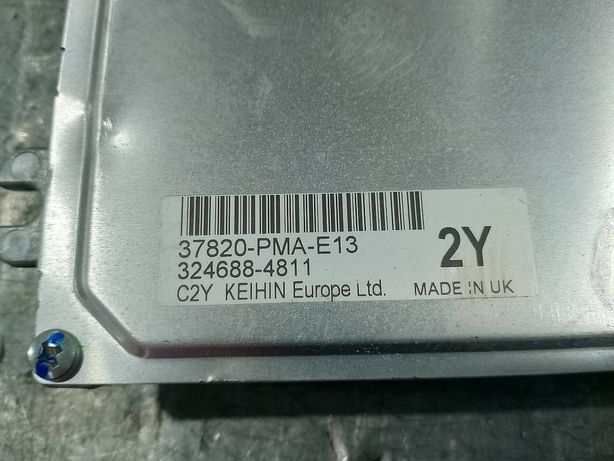 37820-PMA-E13
324688-4811
2Y
C2Y KEIHIN Europe Ltd. MADE IN UK